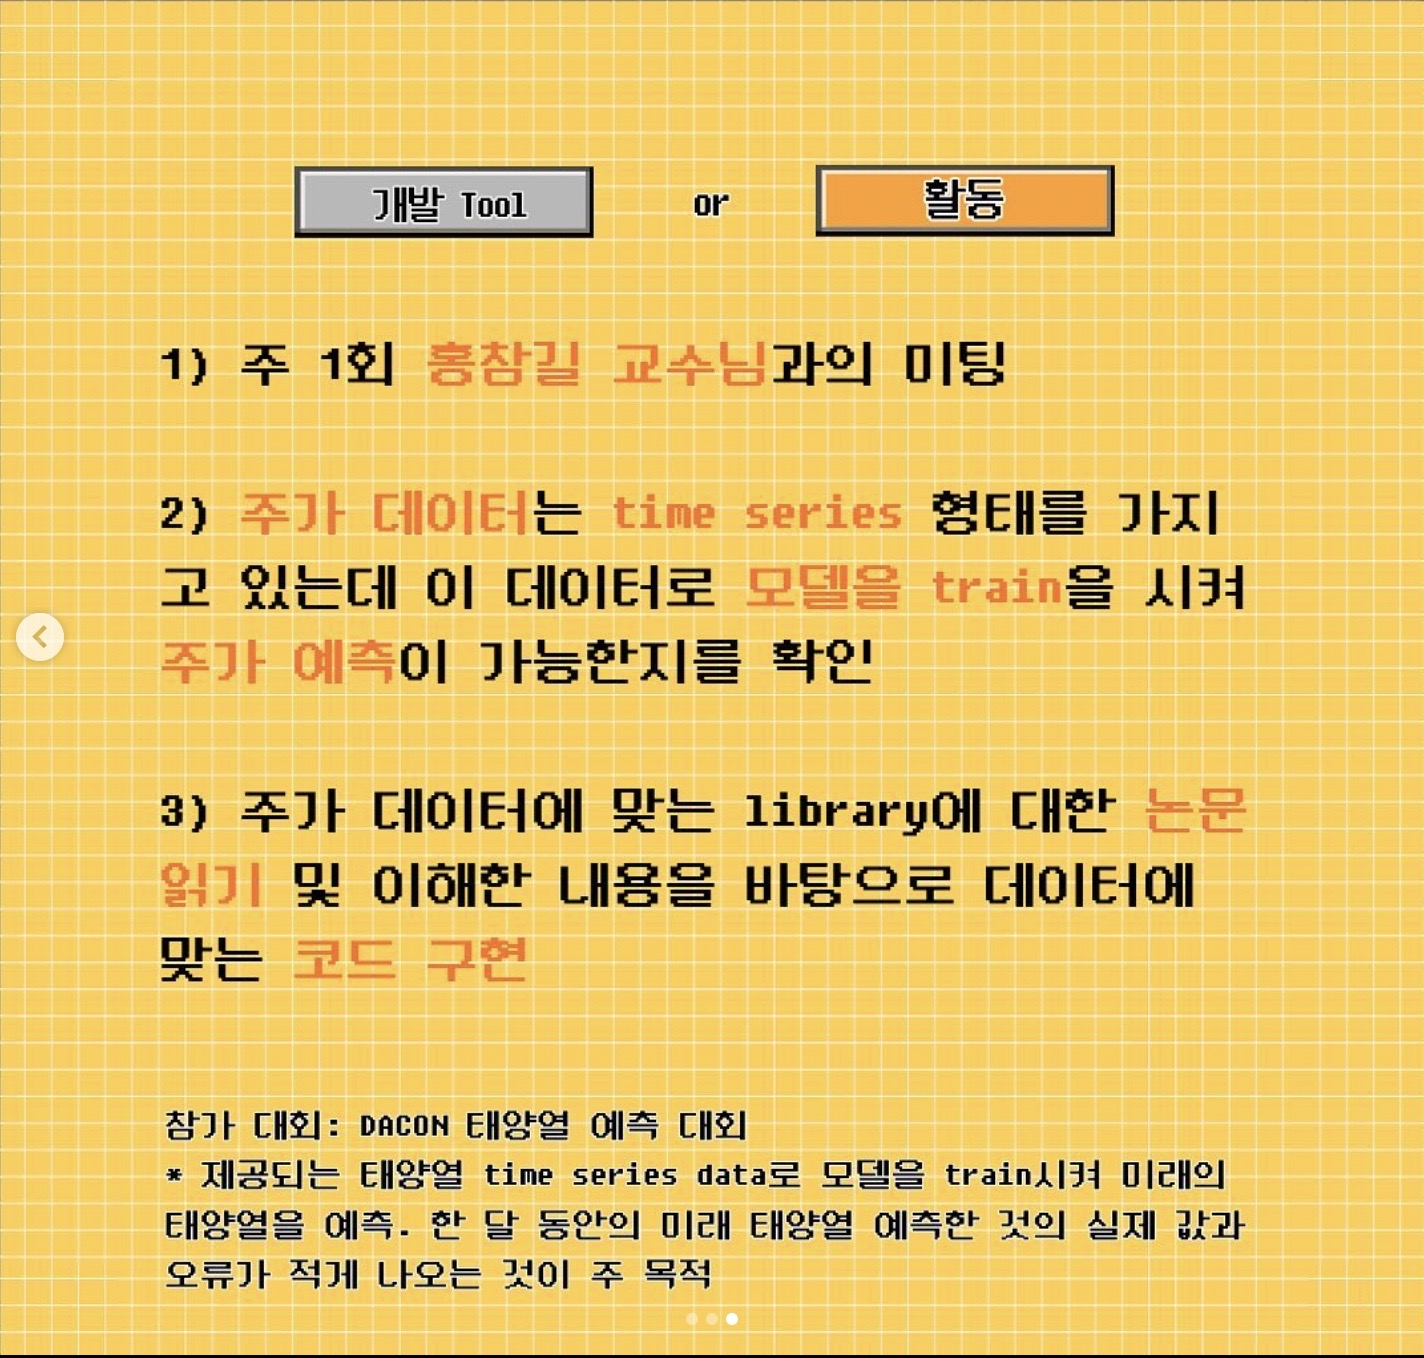 개발 Tool or 활동
1) 주 1회 홍참길 교수님과의 미팅
2) 주가 데이터는 time series 형태를 가지
고 있는데 이 데이터로 모델을 train을 시켜
주가 예측이 가능한지를 확인
3) 주가 데이터에 맞는 library에 대한 논문
읽기 및 이해한 내용을 바탕으로 데이터에
맞는 코드 구현
참가 대회: DACON 태양열 예측 대회
* 제공되는 태양열 time series data로 모델을 train시켜 미래의
태양열을 예측. 한 달 동안의 미래 태양열 예측한 것의 실제 값과
오류가 적게 나오는 것이 주 목적